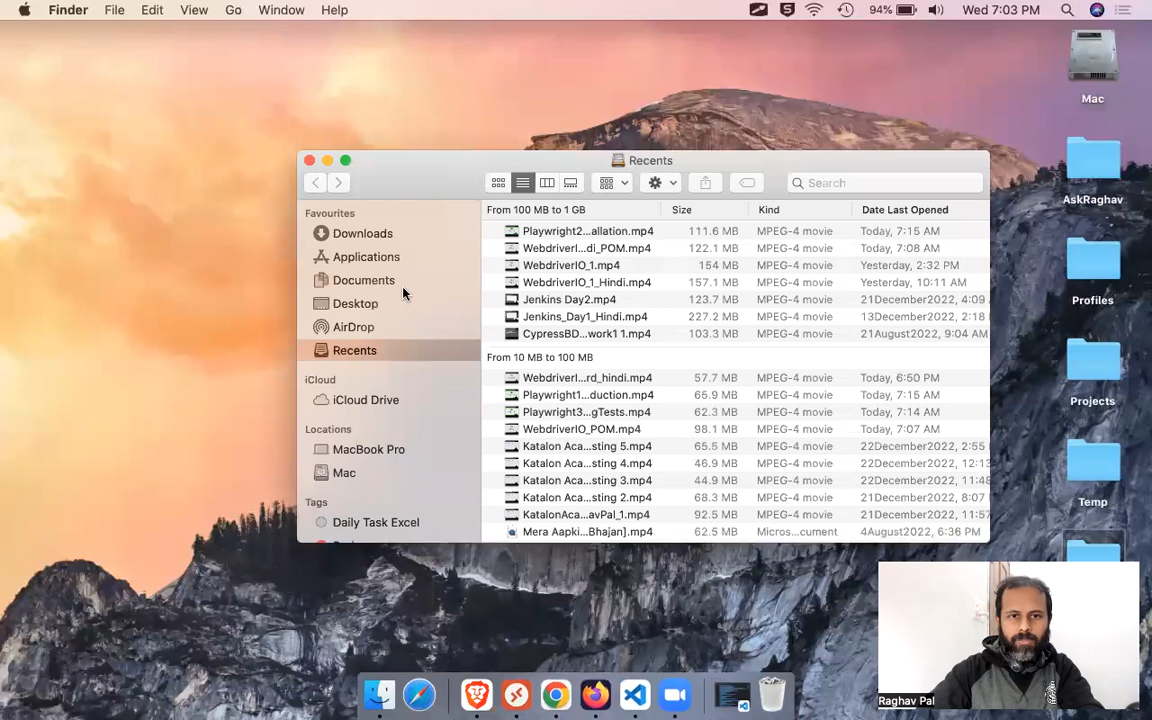 Finder File Edit View Go Window Help 94% Wed 7:03 PM
Mac
AskRaghav
Profiles
Projects
Temp
Recents
Search
Favourites
Downloads
Applications
Documents
Desktop
AirDrop
Recents
iCloud
iCloud Drive
Locations
MacBook Pro
Mac
Tags
Daily Task Excel
From 100 MB to 1 GB Size Kind Date Last Opened
Playwright2...allation.mp4 111.6 MB MPEG-4 movie Today, 7:15 AM
WebdriverI...di_POM.mp4 122.1 MB MPEG-4 movie Today, 7:08 AM
WebdriverIO_1.mp4 154 MB MPEG-4 movie Yesterday, 2:32 PM
WebdriverIO_1_Hindi.mp4 157.1 MB MPEG-4 movie Yesterday, 10:11 AM
Jenkins Day2.mp4 123.7 MB MPEG-4 movie 21December2022, 4:09
Jenkins_Day1_Hindi.mp4 227.2 MB MPEG-4 movie 13December2022, 2:18
CypressBD...work1 1.mp4 103.3 MB MPEG-4 movie 21August2022, 9:04 AM
From 10 MB to 100 MB
WebdriverI...rd_hindi.mp4 57.7 MB MPEG-4 movie Today, 6:50 PM
Playwright1...duction.mp4 65.9 MB MPEG-4 movie Today, 7:15 AM
Playwright3...gTests.mp4 62.3 MB MPEG-4 movie Today, 7:14 AM
WebdriverIO_POM.mp4 98.1 MB MPEG-4 movie Today, 7:07 AM
Katalon Aca...sting 5.mp4 65.5 MB MPEG-4 movie 22December2022, 2:55
Katalon Aca...sting 4.mp4 46.9 MB MPEG-4 movie 22December2022, 12:13
Katalon Aca...sting 3.mp4 44.9 MB MPEG-4 movie 22December2022, 11:48
Katalon Aca...sting 2.mp4 68.3 MB MPEG-4 movie 21December2022, 8:07
KatalonAca...avPal_1.mp4 92.5 MB MPEG-4 movie 21December2022, 11:57
Mera Aapki...Bhajan].mp4 62.5 MB Micros...cument 4August2022, 6:36 PM
Raghav Pal